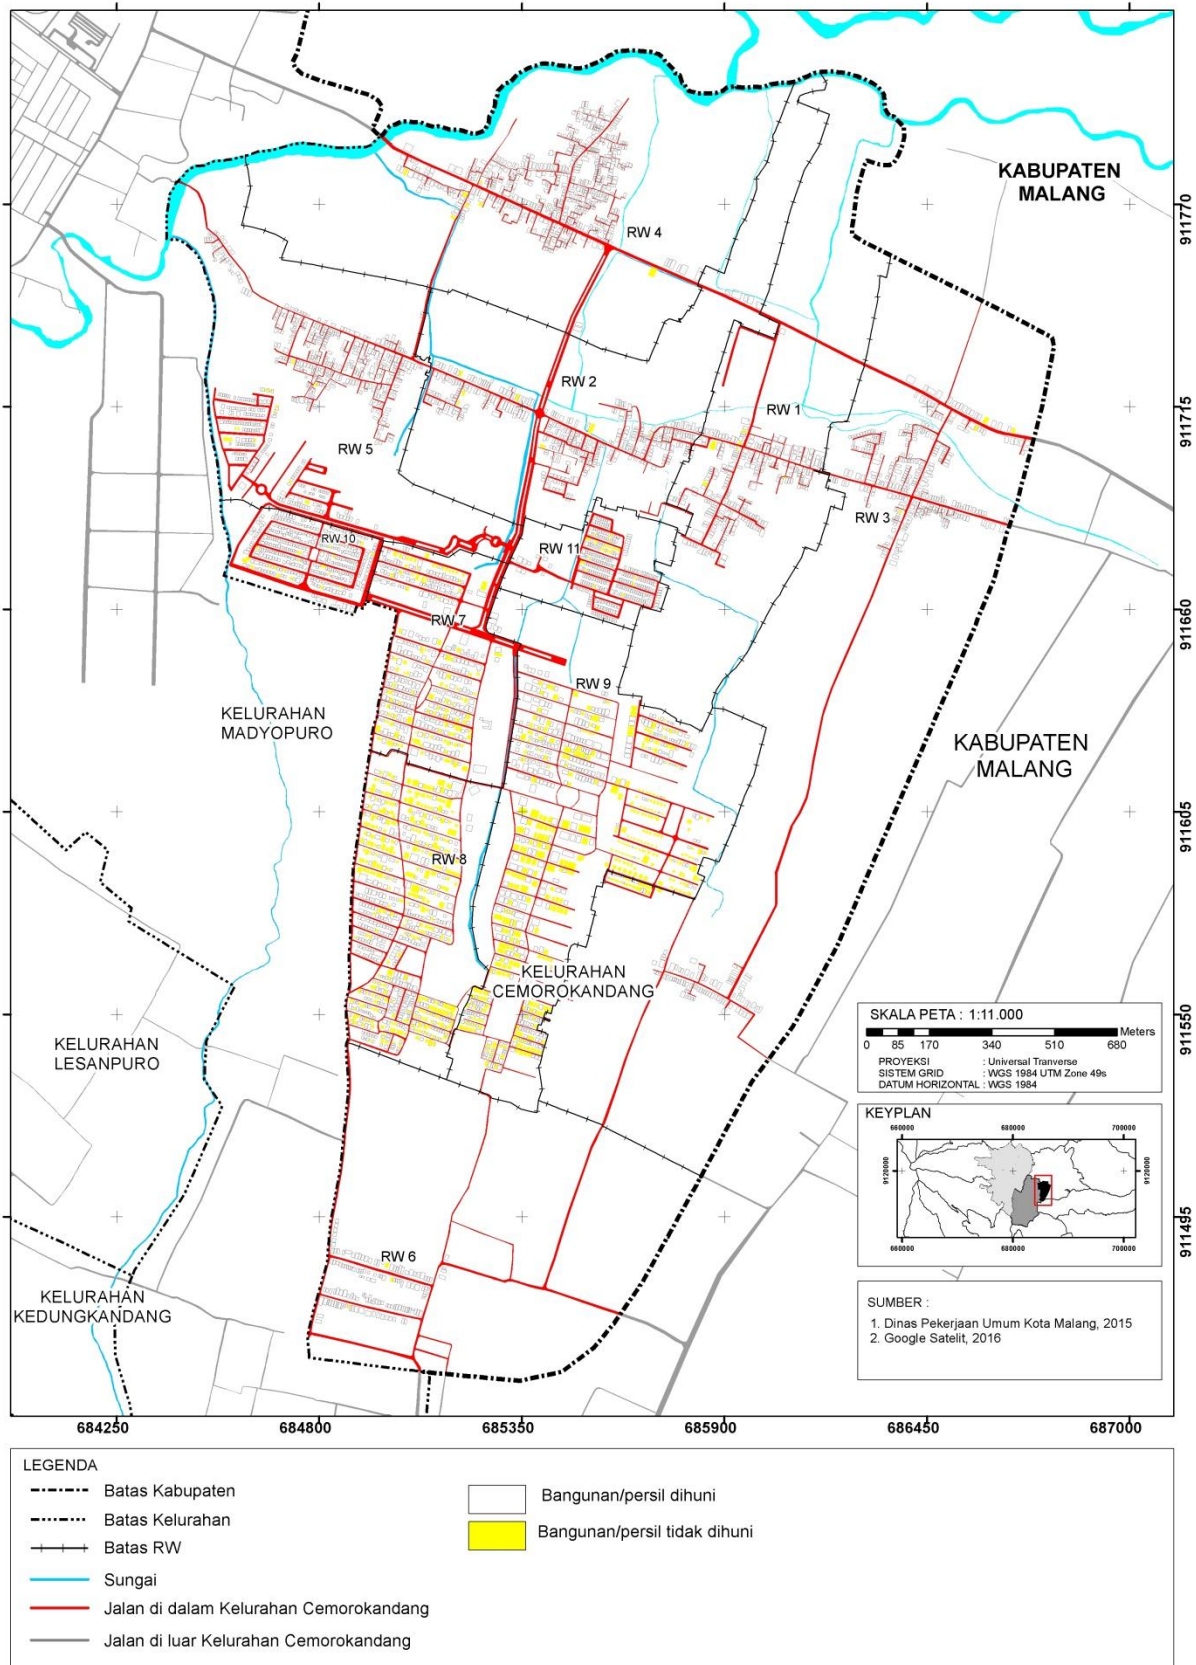 KABUPATEN
MALANG
RW 4
RW 2
RW 1
RW 5
RW 3
RW 10
RW 11
RW 7
RW 9
KELURAHAN
MADYOPURO
KABUPATEN
MALANG
RW 8
KELURAHAN
CEMOROKANDANG
KELURAHAN
LESANPURO
RW 6
KELURAHAN
KEDUNGKANDANG
911770
911715
911660
911605
911550
911495
684250 684800 685350 685900 686450 687000
SKALA PETA : 1:11.000
Meters
0 85 170 340 510 680
PROYEKSI : Universal Tranverse
SISTEM GRID : WGS 1984 UTM Zone 49s
DATUM HORIZONTAL : WGS 1984
KEYPLAN
660000 680000 700000
9120000 9120000
660000 680000 700000
SUMBER :
1. Dinas Pekerjaan Umum Kota Malang, 2015
2. Google Satelit, 2016
LEGENDA
Batas Kabupaten
Batas Kelurahan
Batas RW
Sungai
Jalan di dalam Kelurahan Cemorokandang
Jalan di luar Kelurahan Cemorokandang
Bangunan/persil dihuni
Bangunan/persil tidak dihuni